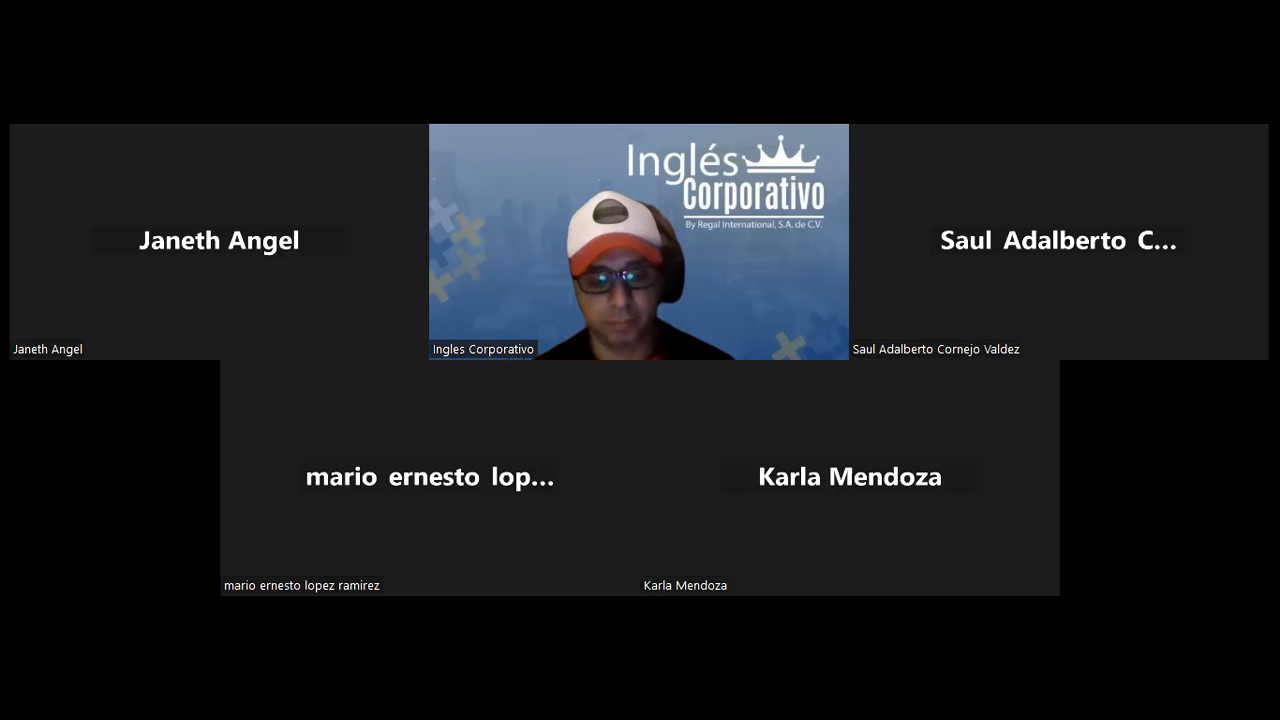 Janeth Angel
Janeth Angel
Inglés
Corporativo
By Regal International, S.A. de C.V.
Ingles Corporativo
Saul Adalberto C...
Saul Adalberto Cornejo Valdez
mario ernesto lop...
mario ernesto lopez ramirez
Karla Mendoza
Karla Mendoza